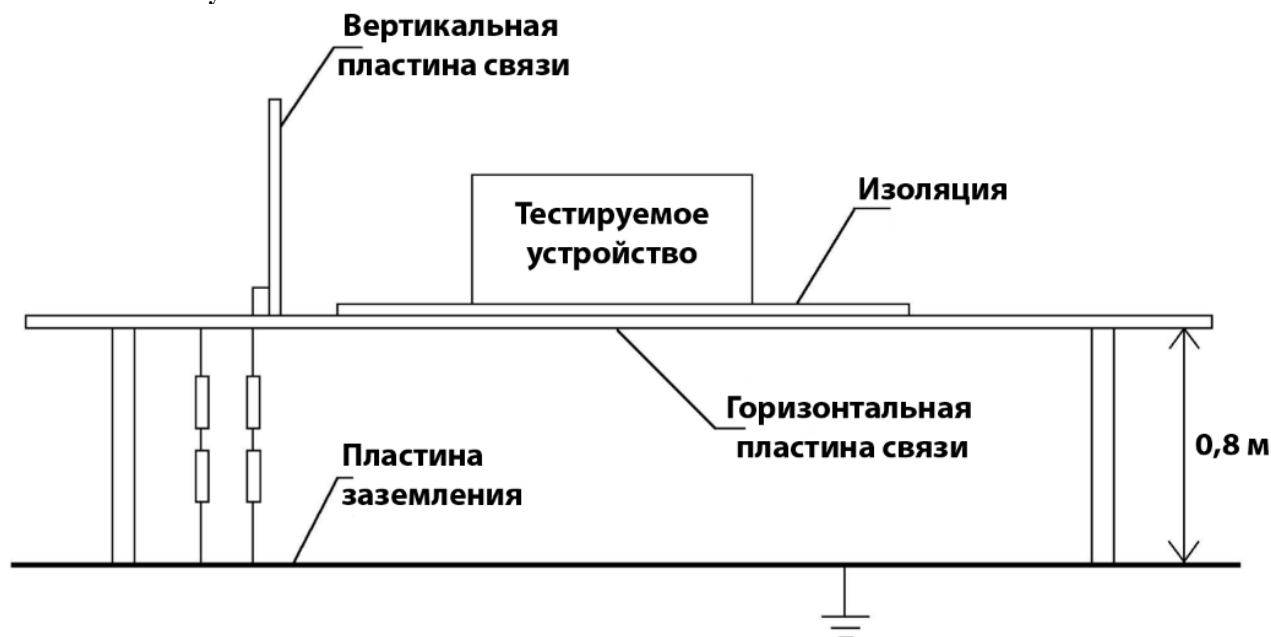 Вертикальная
пластина связи
Тестируемое
устройство
Изоляция
Горизонтальная
пластина связи
0,8 м
Пластина
заземления